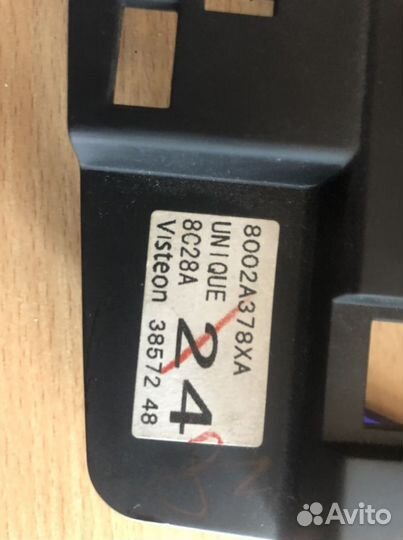 8002A378XA
UNIQUE
8C28A
24
Visteon 38572 48
Avito